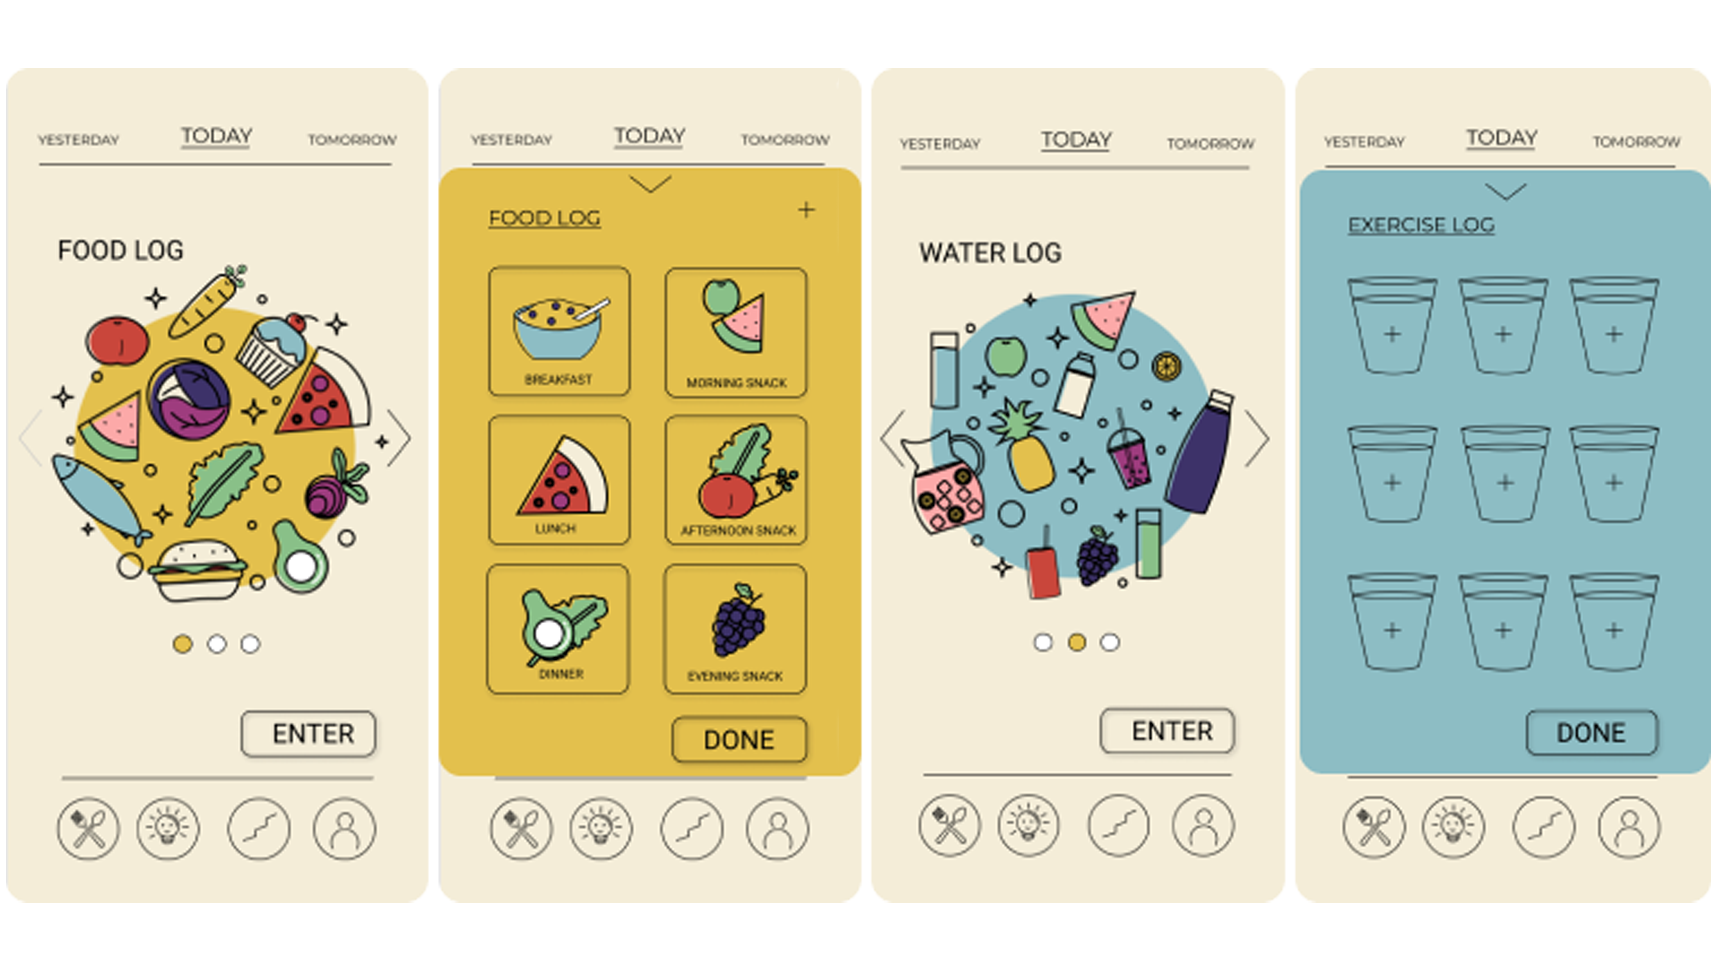 YESTERDAY TODAY TOMORROW
FOOD LOG
ENTER
YESTERDAY TODAY TOMORROW
FOOD LOG +
BREAKFAST MORNING SNACK
LUNCH AFTERNOON SNACK
DINNER EVENING SNACK
DONE
YESTERDAY TODAY TOMORROW
WATER LOG
ENTER
YESTERDAY TODAY TOMORROW
EXERCISE LOG
+ + +
+ + +
+ + +
DONE